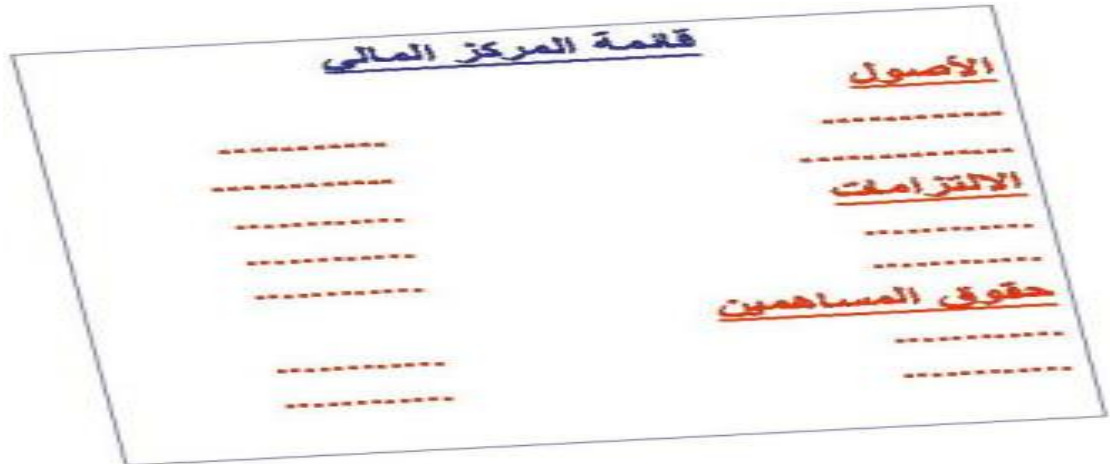 قائمة المركز المالي
الأصول
الالتزامات
حقوق المساهمين